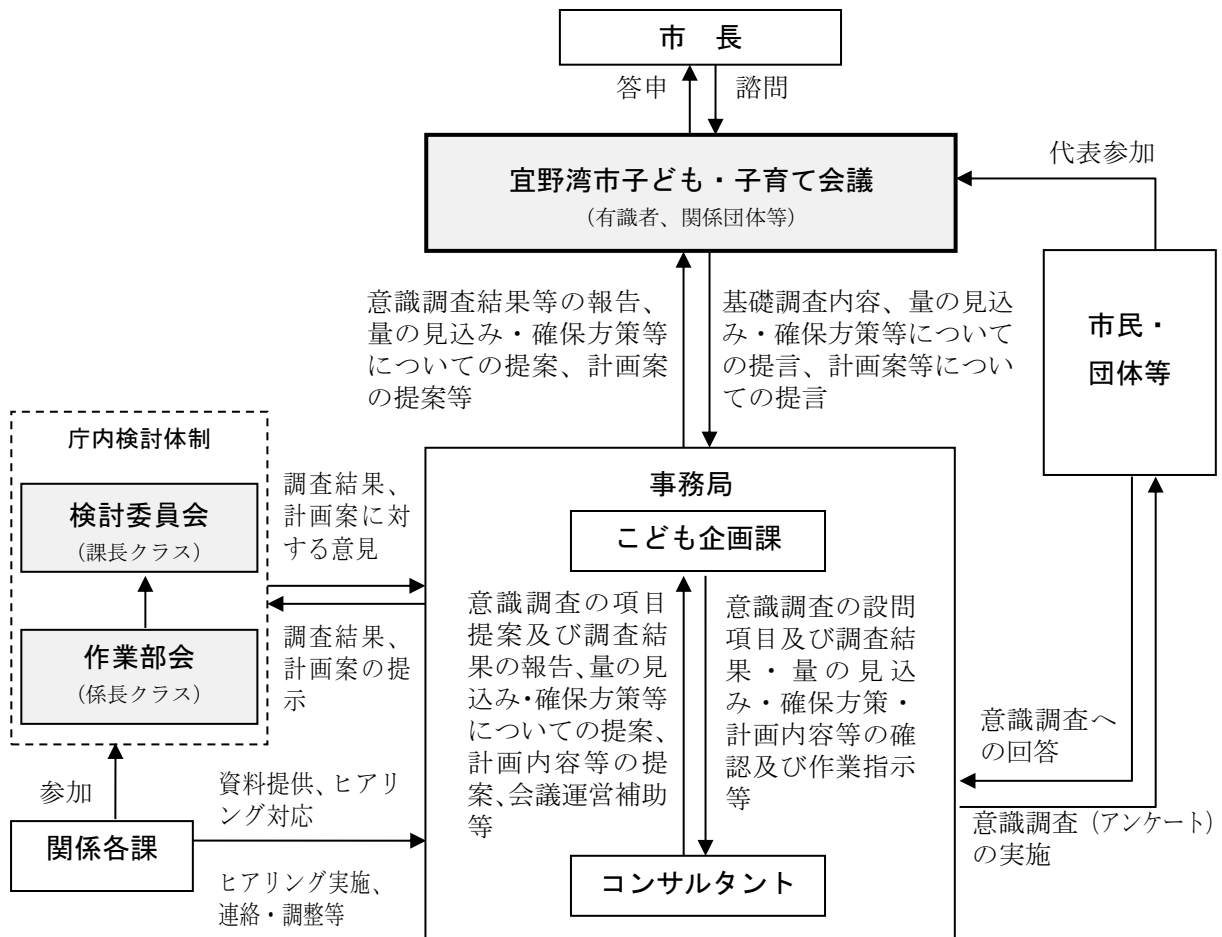 市　長
答申
諮問
宜野湾市子ども・子育て会議
（有識者、関係団体等）
代表参加
意識調査結果等の報告、
量の見込み・確保方策等
についての提案、計画案
の提案等
基礎調査内容、量の見込
み・確保方策等について
の提言、計画案等につい
ての提言
市民・
団体等
庁内検討体制
検討委員会
（課長クラス）
作業部会
（係長クラス）
調査結果、
計画案に対
する意見
調査結果、
計画案の提
示
事務局
こども企画課
意識調査の項目
提案及び調査結
果の報告、量の見
込み・確保方策等
についての提案、
計画内容等の提
案、会議運営補助
等
意識調査の設問
項目及び調査結
果・量の見込
み・確保方策・
計画内容等の確
認及び作業指示
等
コンサルタント
意識調査へ
の回答
意識調査（アンケート）
の実施
参加
関係各課
資料提供、ヒアリ
ング対応
ヒアリング実施、
連絡・調整等